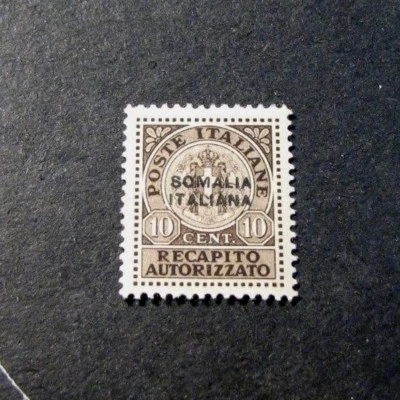 POSTE ITALIANE
SOMALIA
ITALIANA
10 CENT. 10
RECAPITO
AUTORIZZATO